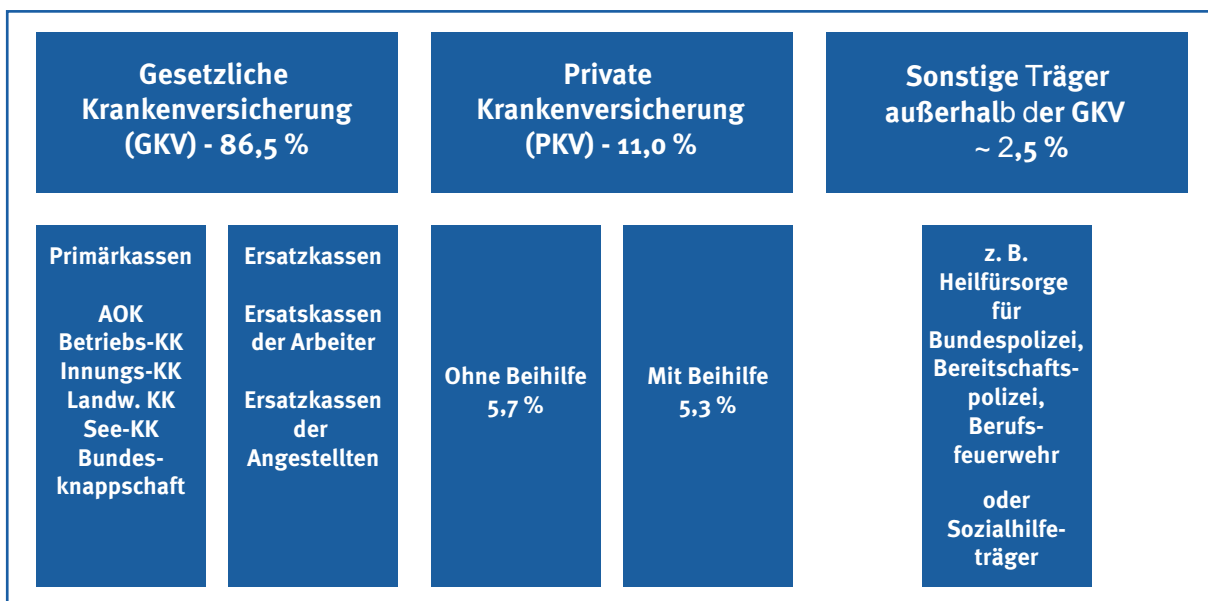 Gesetzliche
Krankenversicherung
(GKV) - 86,5 %
Private
Krankenversicherung
(PKV) - 11,0 %
Sonstige Träger
außerhalb der GKV
~ 2,5 %
Primärkassen
AOK
Betriebs-KK
Innungs-KK
Landw. KK
See-KK
Bundes-
knappschaft
Ersatzkassen
Ersatskassen
der Arbeiter
Ersatzkassen
der
Angestellten
Ohne Beihilfe
5,7 %
Mit Beihilfe
5,3 %
z. B.
Heilfürsorge
für
Bundespolizei,
Bereitschafts-
polizei,
Berufs-
feuerwehr
oder
Sozialhilfe-
träger